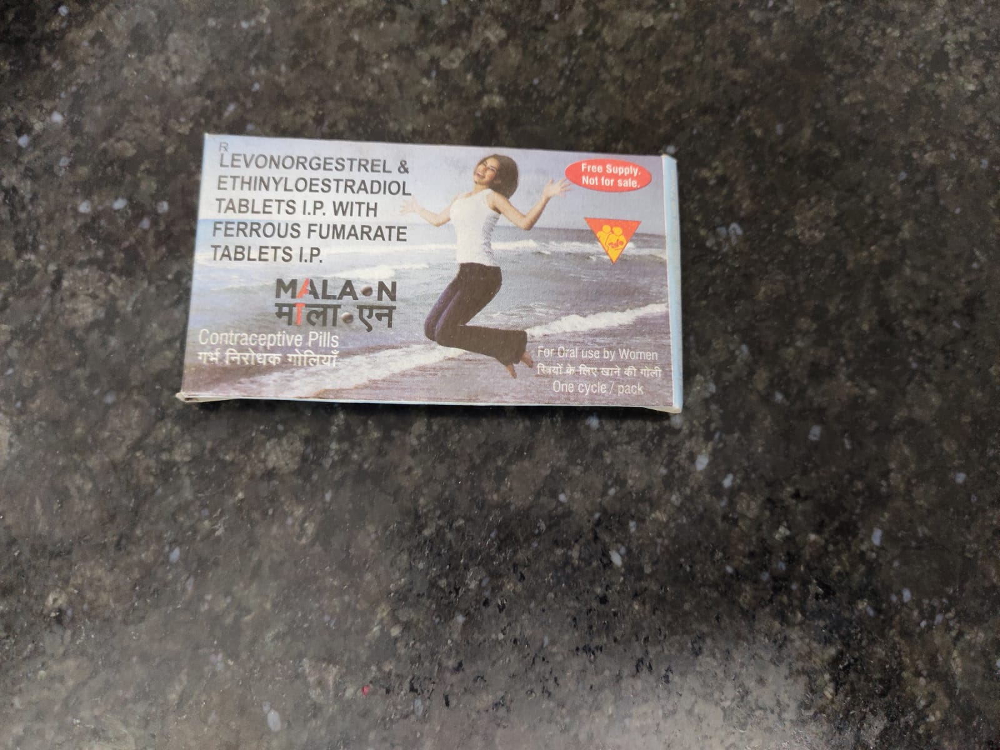 R
LEVONORGESTREL &
ETHINYLOESTRADIOL
TABLETS I.P. WITH
FERROUS FUMARATE
TABLETS I.P.
MALA•N
माला•एन
Contraceptive Pills
गर्भ निरोधक गोलियाँ
Free Supply.
Not for sale.
For Oral use by Women
स्त्रियों के लिए खाने की गोली
One cycle / pack